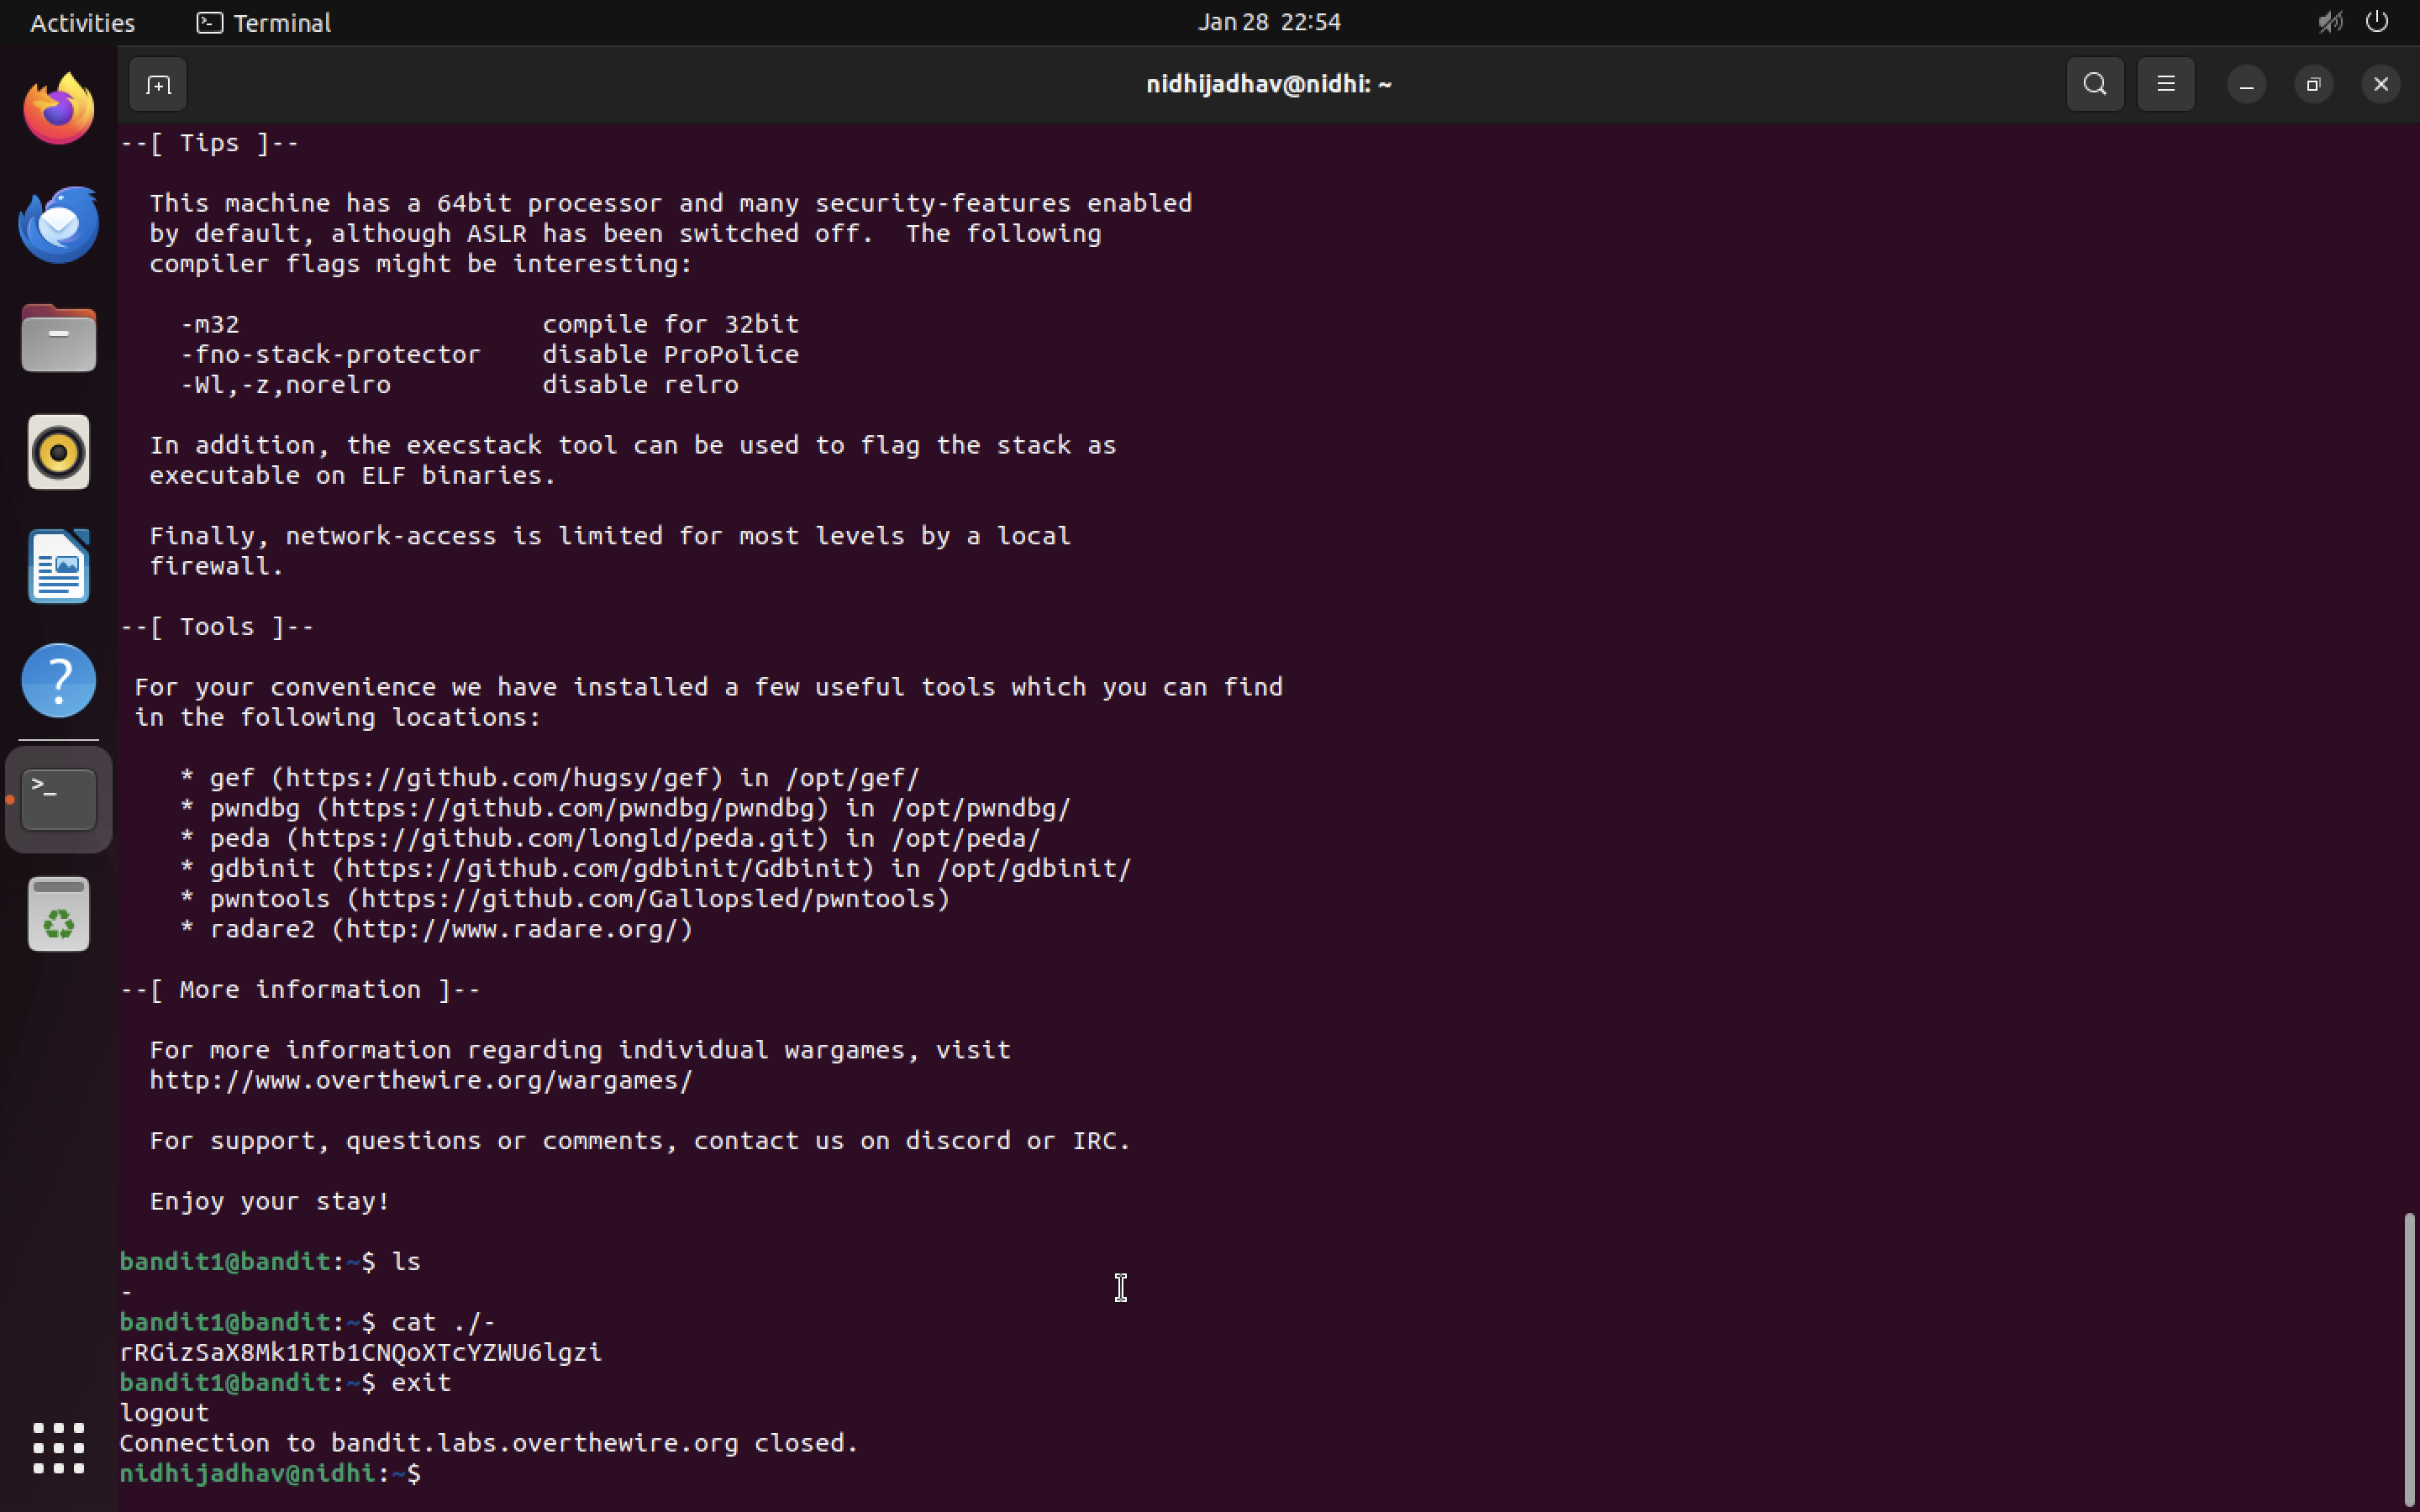 Activities
Terminal
Jan 28 22:54
nidhijadhav@nidhi: ~
--[ Tips ]--
This machine has a 64bit processor and many security-features enabled
by default, although ASLR has been switched off.  The following
compiler flags might be interesting:
-m32                    compile for 32bit
-fno-stack-protector    disable ProPolice
-Wl,-z,norelro          disable relro
In addition, the execstack tool can be used to flag the stack as
executable on ELF binaries.
Finally, network-access is limited for most levels by a local
firewall.
--[ Tools ]--
For your convenience we have installed a few useful tools which you can find
in the following locations:
* gef (https://github.com/hugsy/gef) in /opt/gef/
* pwndbg (https://github.com/pwndbg/pwndbg) in /opt/pwndbg/
* peda (https://github.com/longld/peda.git) in /opt/peda/
* gdbinit (https://github.com/gdbinit/Gdbinit) in /opt/gdbinit/
* pwntools (https://github.com/Gallopsled/pwntools)
* radare2 (http://www.radare.org/)
--[ More information ]--
For more information regarding individual wargames, visit
http://www.overthewire.org/wargames/
For support, questions or comments, contact us on discord or IRC.
Enjoy your stay!
bandit1@bandit:~$ ls
-
bandit1@bandit:~$ cat ./-
rRGizSaX8Mk1RTb1CNQoXTcYZWU6lgzi
bandit1@bandit:~$ exit
logout
Connection to bandit.labs.overthewire.org closed.
nidhijadhav@nidhi:~$